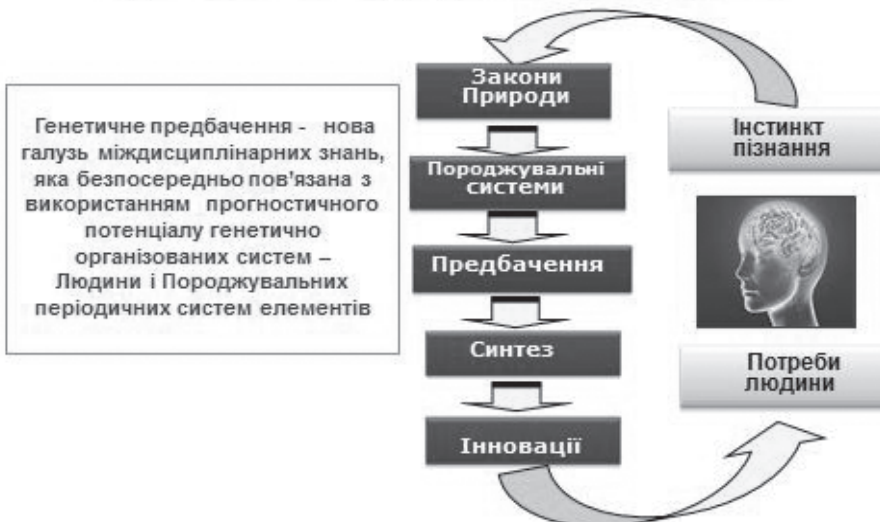 Генетичне предбачення - нова
галузь міждисциплінарних знань,
яка безпосередньо пов'язана з
використанням прогностичного
потенціалу генетично
організованих систем –
Людини і Породжувальних
періодичних систем елементів
Закони
Природи
Породжувальні
системи
Предбачення
Синтез
Інновації
Інстинкт
пізнання
Потреби
людини